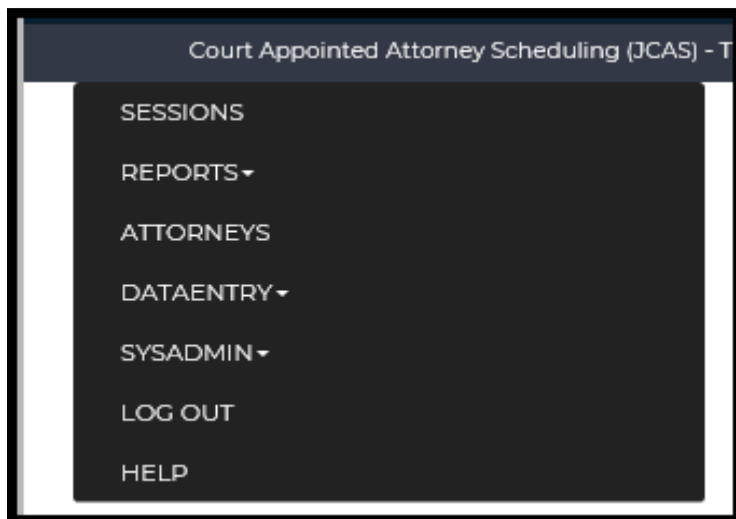 Court Appointed Attorney Scheduling (JCAS) - T
SESSIONS
REPORTS
ATTORNEYS
DATAENTRY
SYSADMIN
LOG OUT
HELP